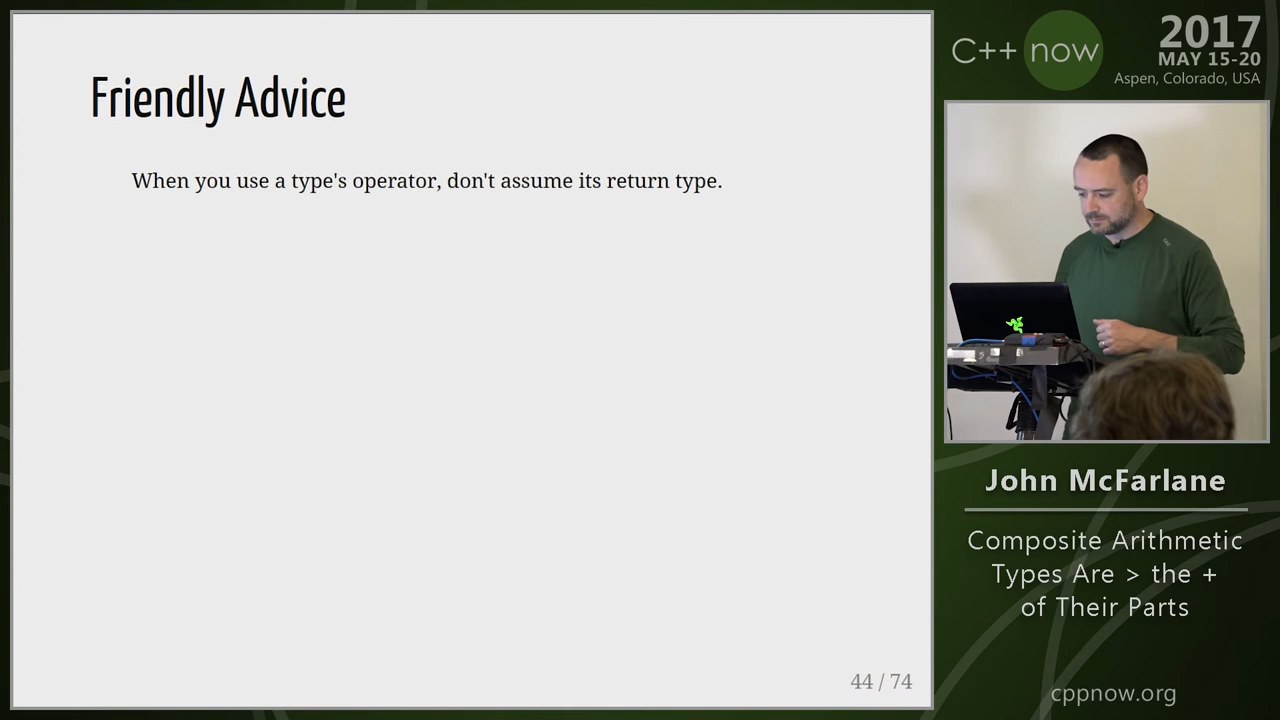 Friendly Advice
When you use a type's operator, don't assume its return type.
44 / 74
C++ now
2017
MAY 15-20
Aspen, Colorado, USA
John McFarlane
Composite Arithmetic
Types Are > the +
of Their Parts
cppnow.org